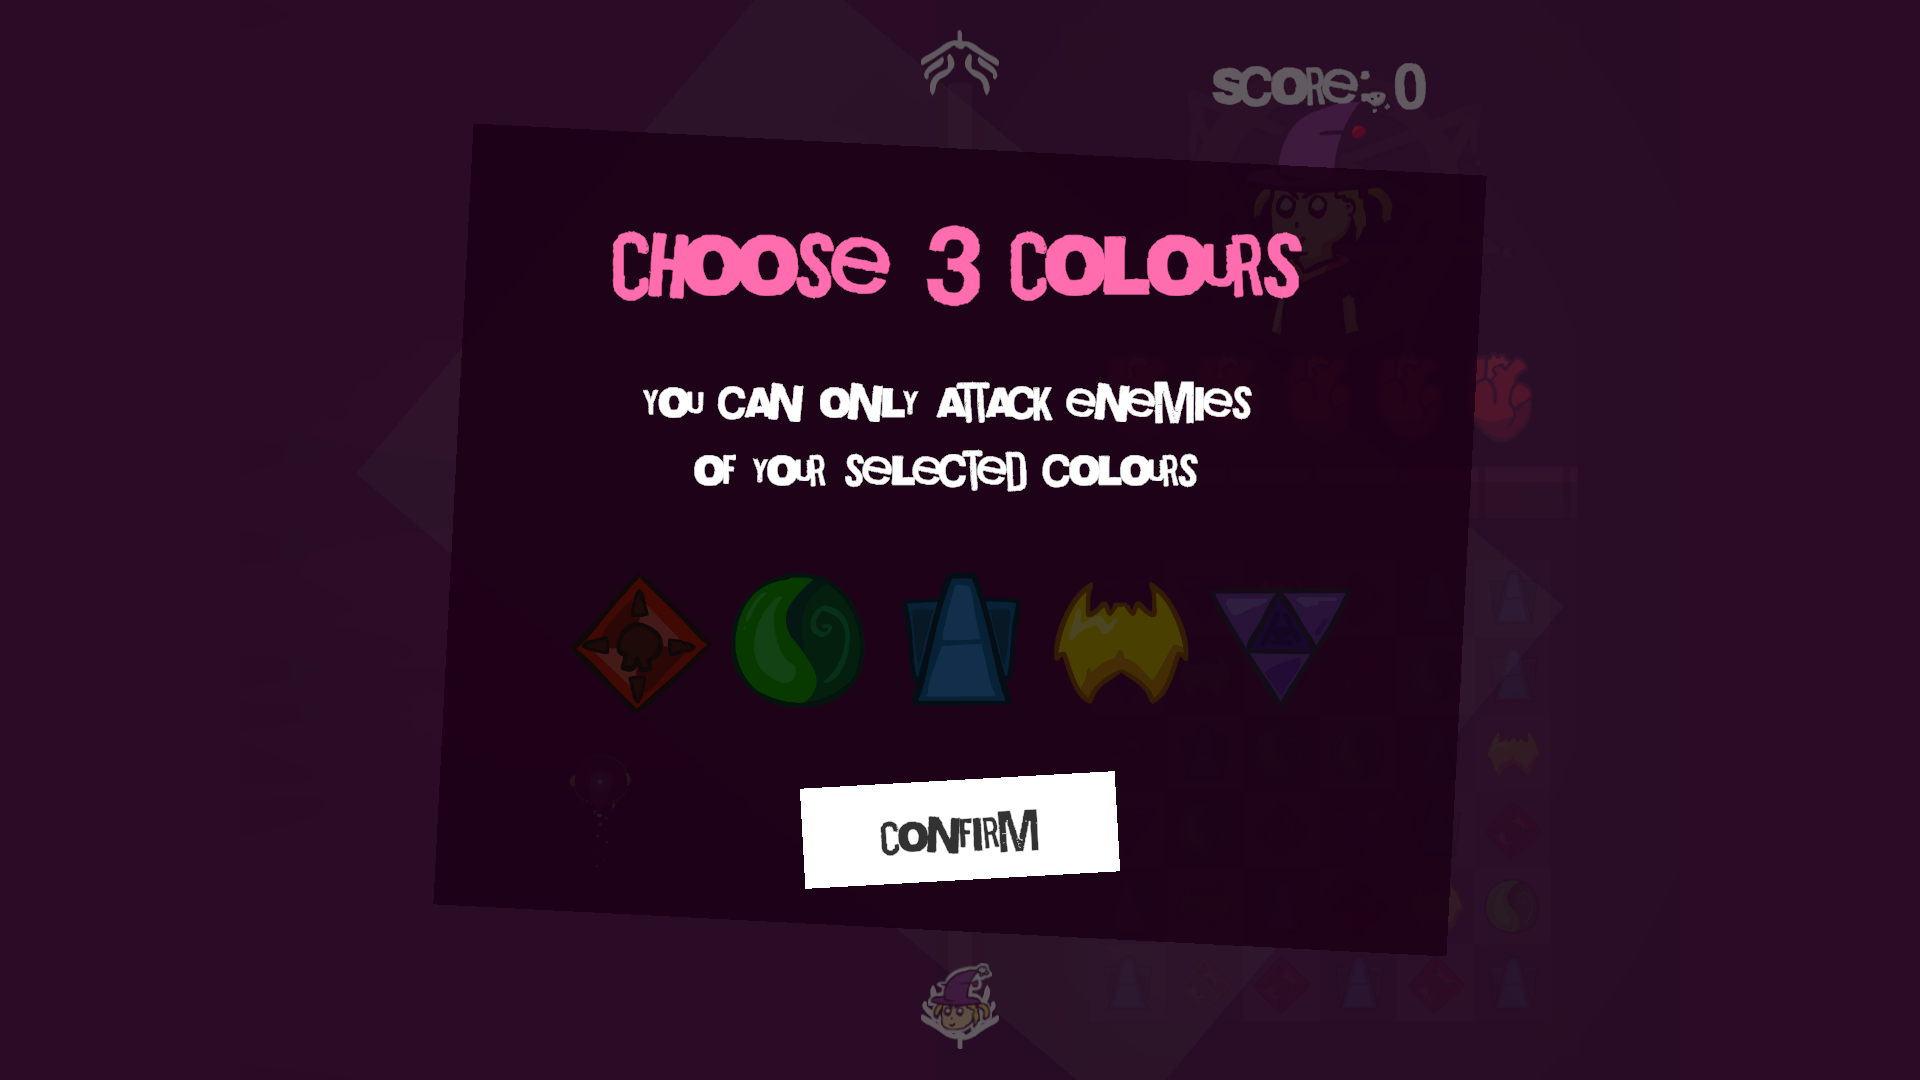 SCORE: 0
CHOOSE 3 COLOURS
YOU CAN ONLY ATTACK ENEMIES
OF YOUR SELECTED COLOURS
CONFIRM